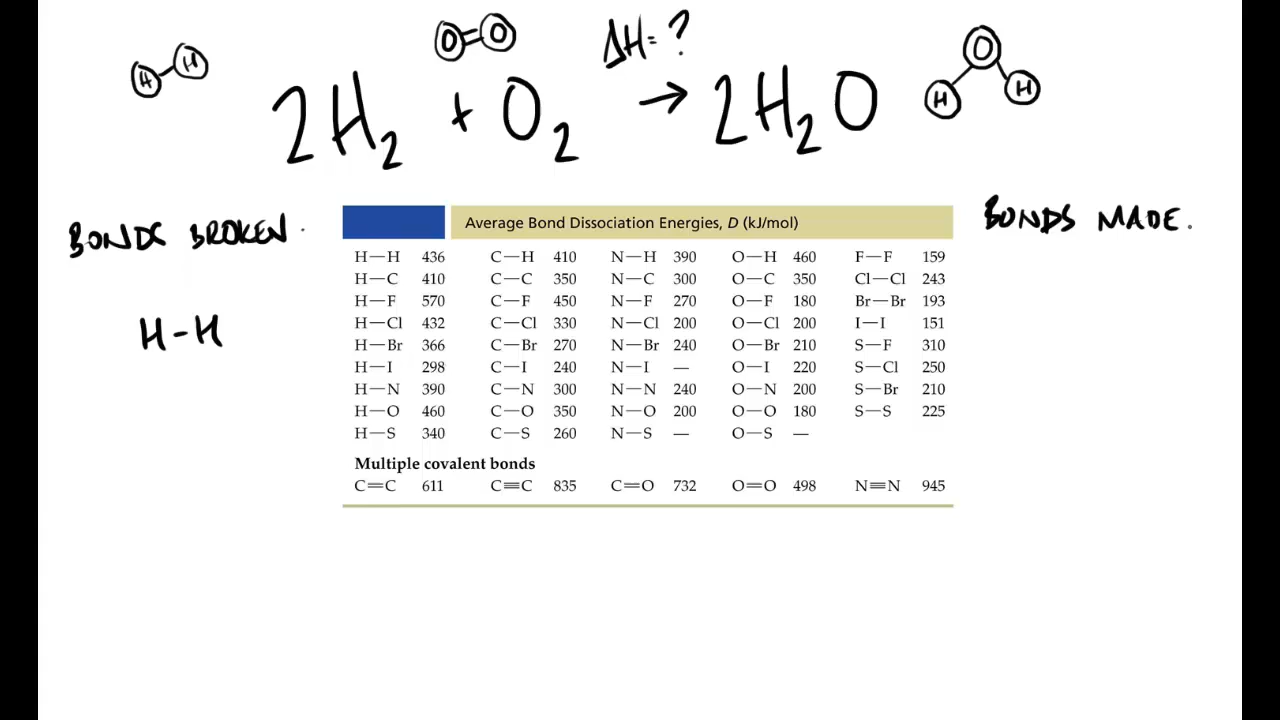 H-H
O=O
ΔH=?
O
H H
2H₂ + O₂ → 2H₂O
BONDS BROKEN.
BONDS MADE.
Average Bond Dissociation Energies, D (kJ/mol)
H—H 436 C—H 410 N—H 390 O—H 460 F—F 159
H—C 410 C—C 350 N—C 300 O—C 350 Cl—Cl 243
H—F 570 C—F 450 N—F 270 O—F 180 Br—Br 193
H—Cl 432 C—Cl 330 N—Cl 200 O—Cl 200 I—I 151
H—Br 366 C—Br 270 N—Br 240 O—Br 210 S—F 310
H—I 298 C—I 240 N—I — O—I 220 S—Cl 250
H—N 390 C—N 300 N—N 240 O—N 200 S—Br 210
H—O 460 C—O 350 N—O 200 O—O 180 S—S 225
H—S 340 C—S 260 N—S — O—S —
Multiple covalent bonds
C=C 611 C≡C 835 C=O 732 O=O 498 N≡N 945
H-H